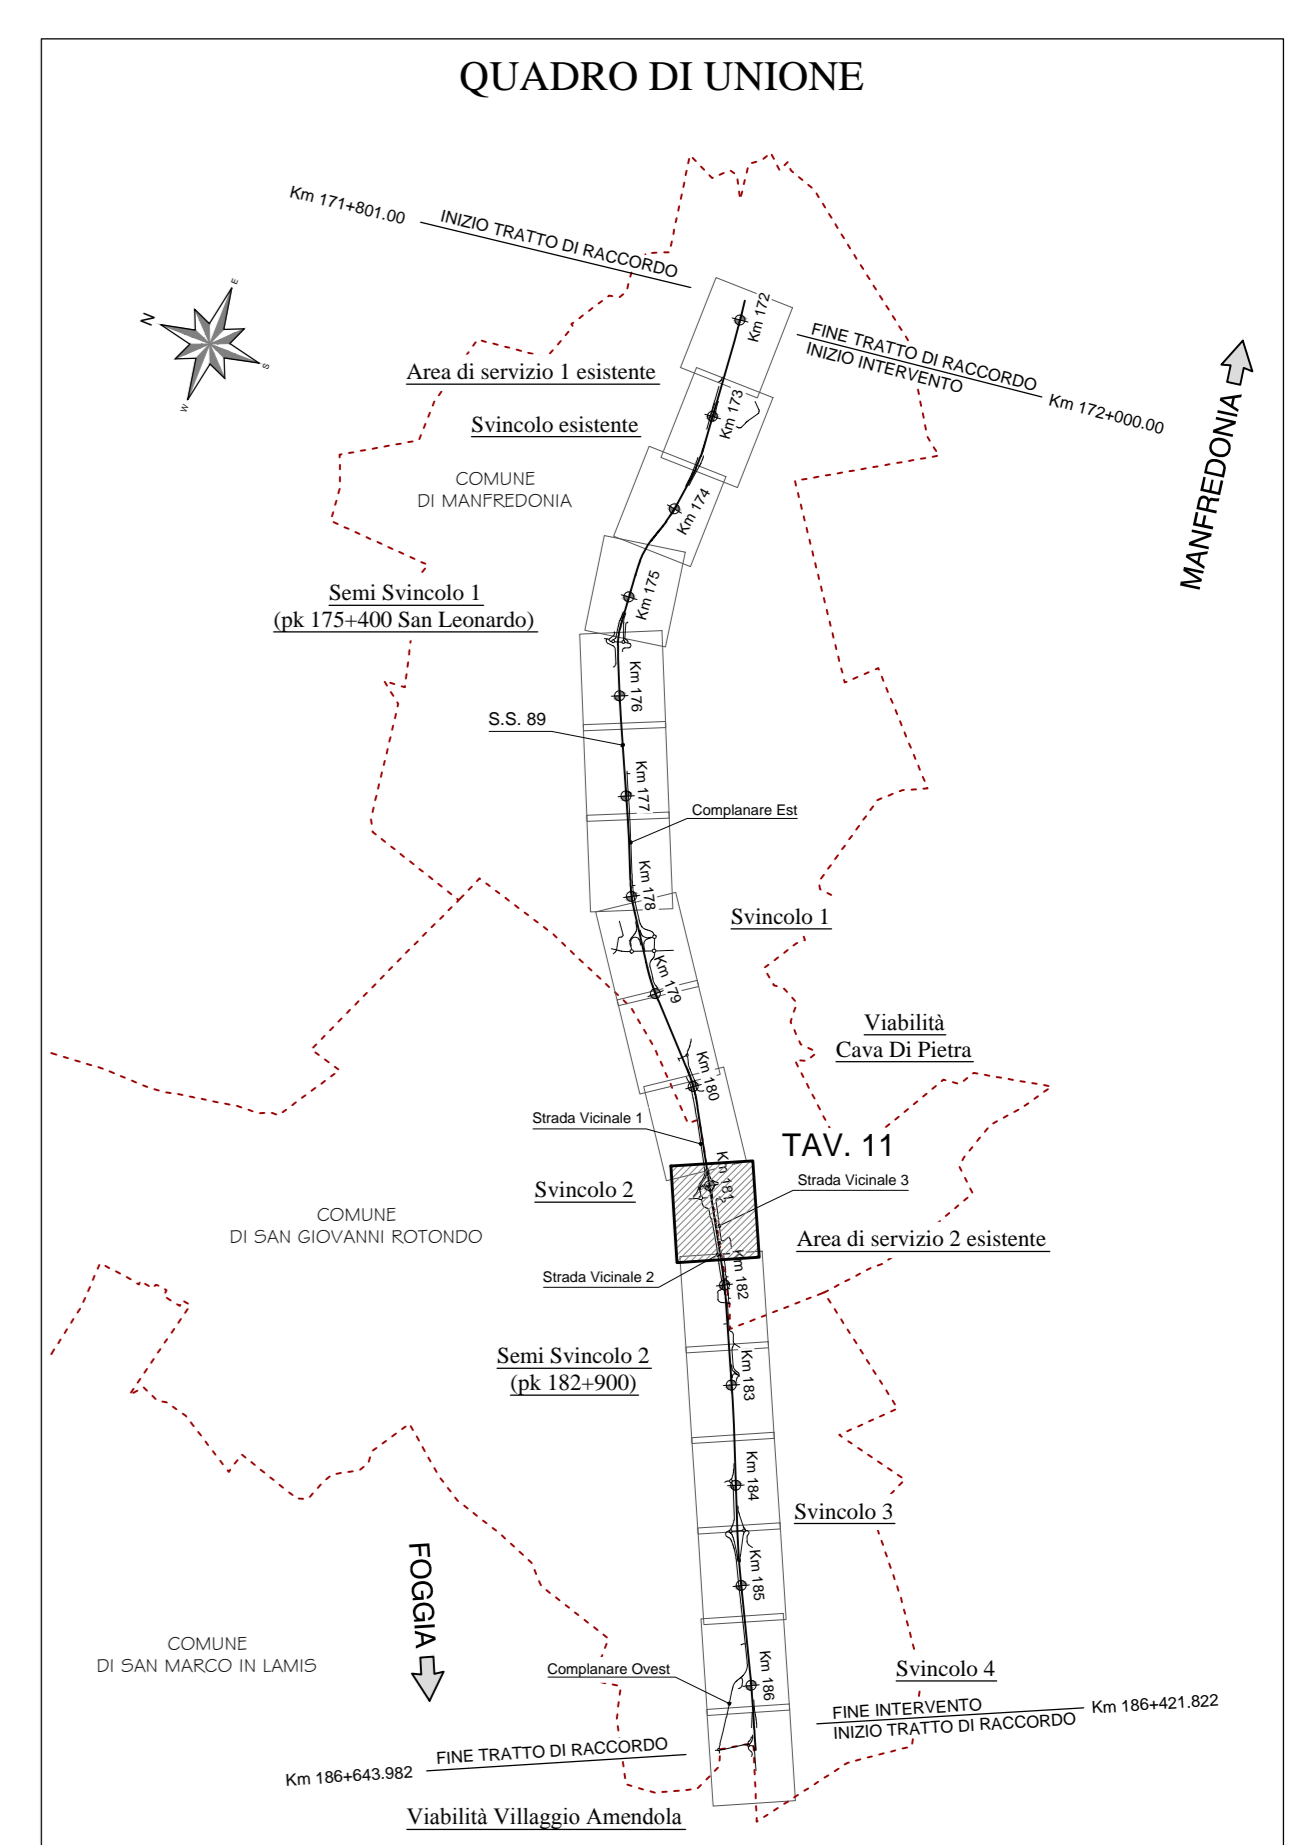 QUADRO DI UNIONE
Km 171+801.00
INIZIO TRATTO DI RACCORDO
N
E
S
W
Km 172
FINE TRATTO DI RACCORDO
INIZIO INTERVENTO
Km 172+000.00
MANFREDONIA
Area di servizio 1 esistente
Km 173
Svincolo esistente
COMUNE
DI MANFREDONIA
Km 174
Semi Svincolo 1
(pk 175+400 San Leonardo)
Km 175
Km 176
S.S. 89
Km 177
Complanare Est
Km 178
Svincolo 1
Km 179
Viabilità
Cava Di Pietra
Km 180
Strada Vicinale 1
TAV. 11
Km 181
Strada Vicinale 3
Svincolo 2
COMUNE
DI SAN GIOVANNI ROTONDO
Area di servizio 2 esistente
Strada Vicinale 2
Km 182
Semi Svincolo 2
(pk 182+900)
Km 183
Km 184
Svincolo 3
FOGGIA
Km 185
COMUNE
DI SAN MARCO IN LAMIS
Complanare Ovest
Km 186
Svincolo 4
FINE INTERVENTO
INIZIO TRATTO DI RACCORDO
Km 186+421.822
FINE TRATTO DI RACCORDO
Km 186+643.982
Viabilità Villaggio Amendola